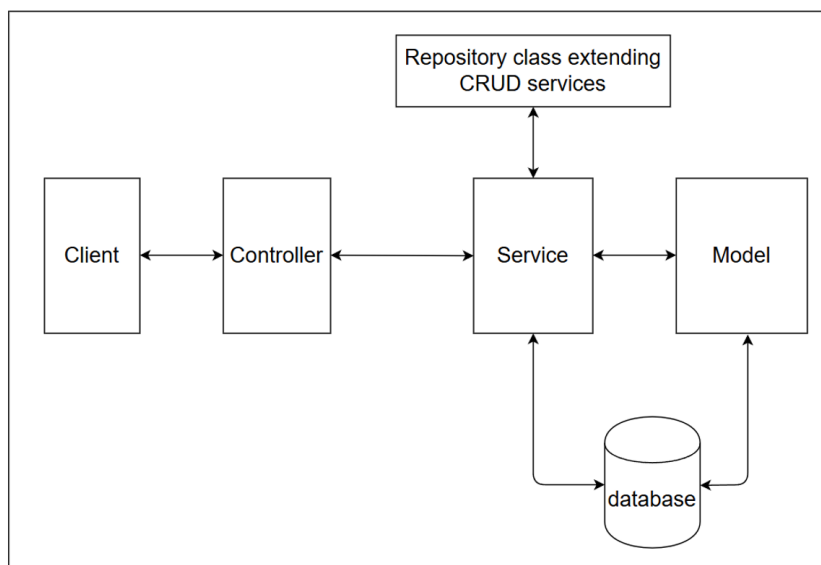 Repository class extending
CRUD services
Client
Controller
Service
Model
database